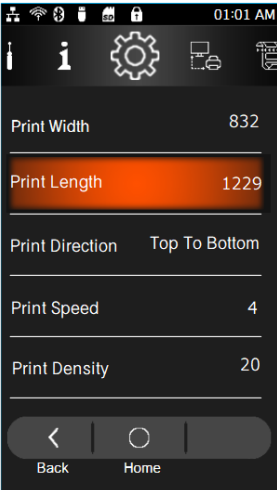 SD 01:01 AM
Print Width 832
Print Length 1229
Print Direction Top To Bottom
Print Speed 4
Print Density 20
Back Home